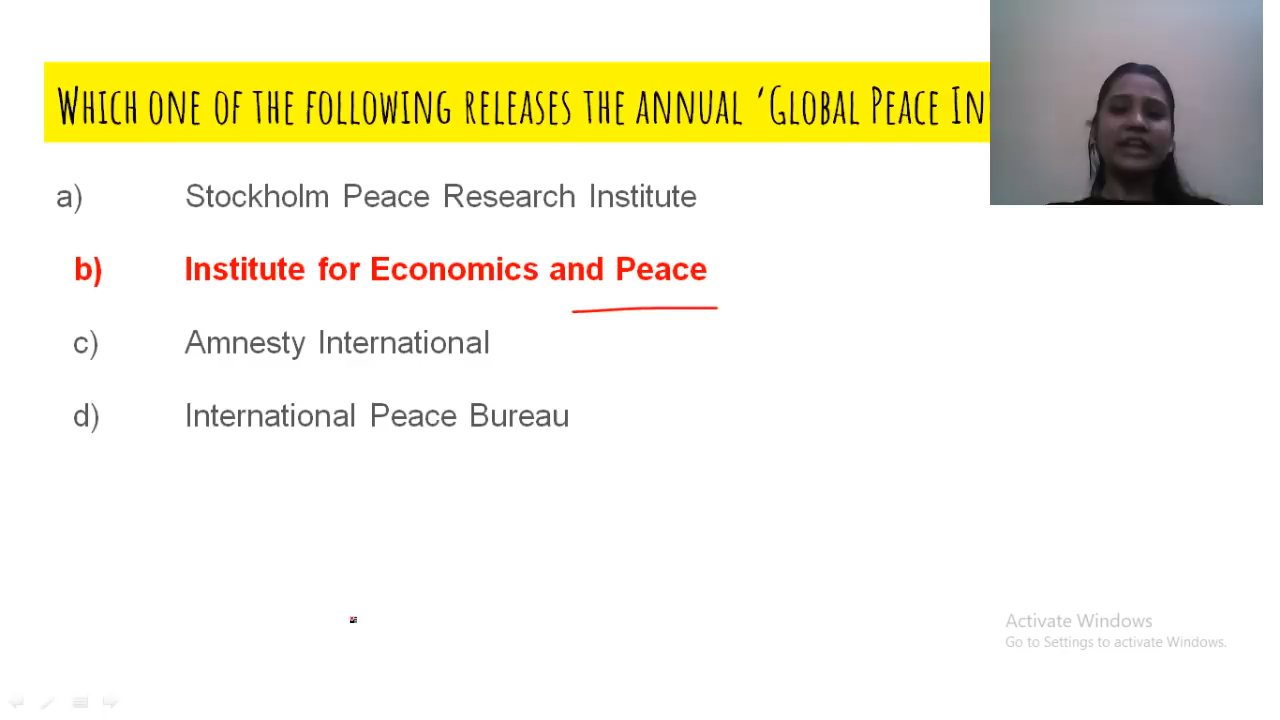 WHICH ONE OF THE FOLLOWING RELEASES THE ANNUAL ‘GLOBAL PEACE
a) Stockholm Peace Research Institute
b) Institute for Economics and Peace
c) Amnesty International
d) International Peace Bureau
Activate Windows
Go to Settings to activate Windows.